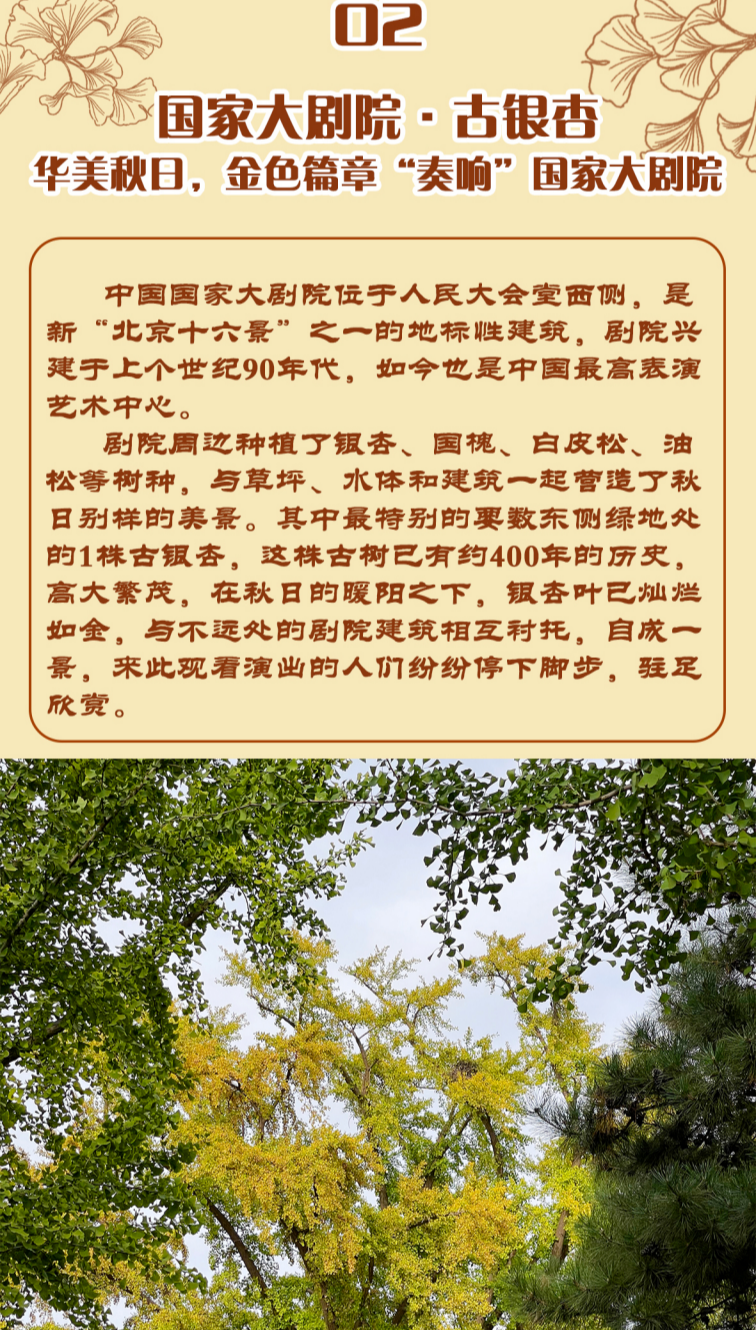 02
国家大剧院·古银杏
华美秋日，金色篇章“奏响”国家大剧院
中国国家大剧院位于人民大会堂西侧，是
新“北京十六景”之一的地标性建筑，剧院兴
建于上个世纪90年代，如今也是中国最高表演
艺术中心。
剧院周边种植了银杏、国槐、白皮松、油
松等树种，与草坪、水体和建筑一起营造了秋
日别样的美景。其中最特别的要数东侧绿地处
的1株古银杏，这株古树已有约400年的历史，
高大繁茂，在秋日的暖阳之下，银杏叶已灿烂
如金，与不远处的剧院建筑相互衬托，自成一
景，来此观看演出的人们纷纷停下脚步，驻足
欣赏。